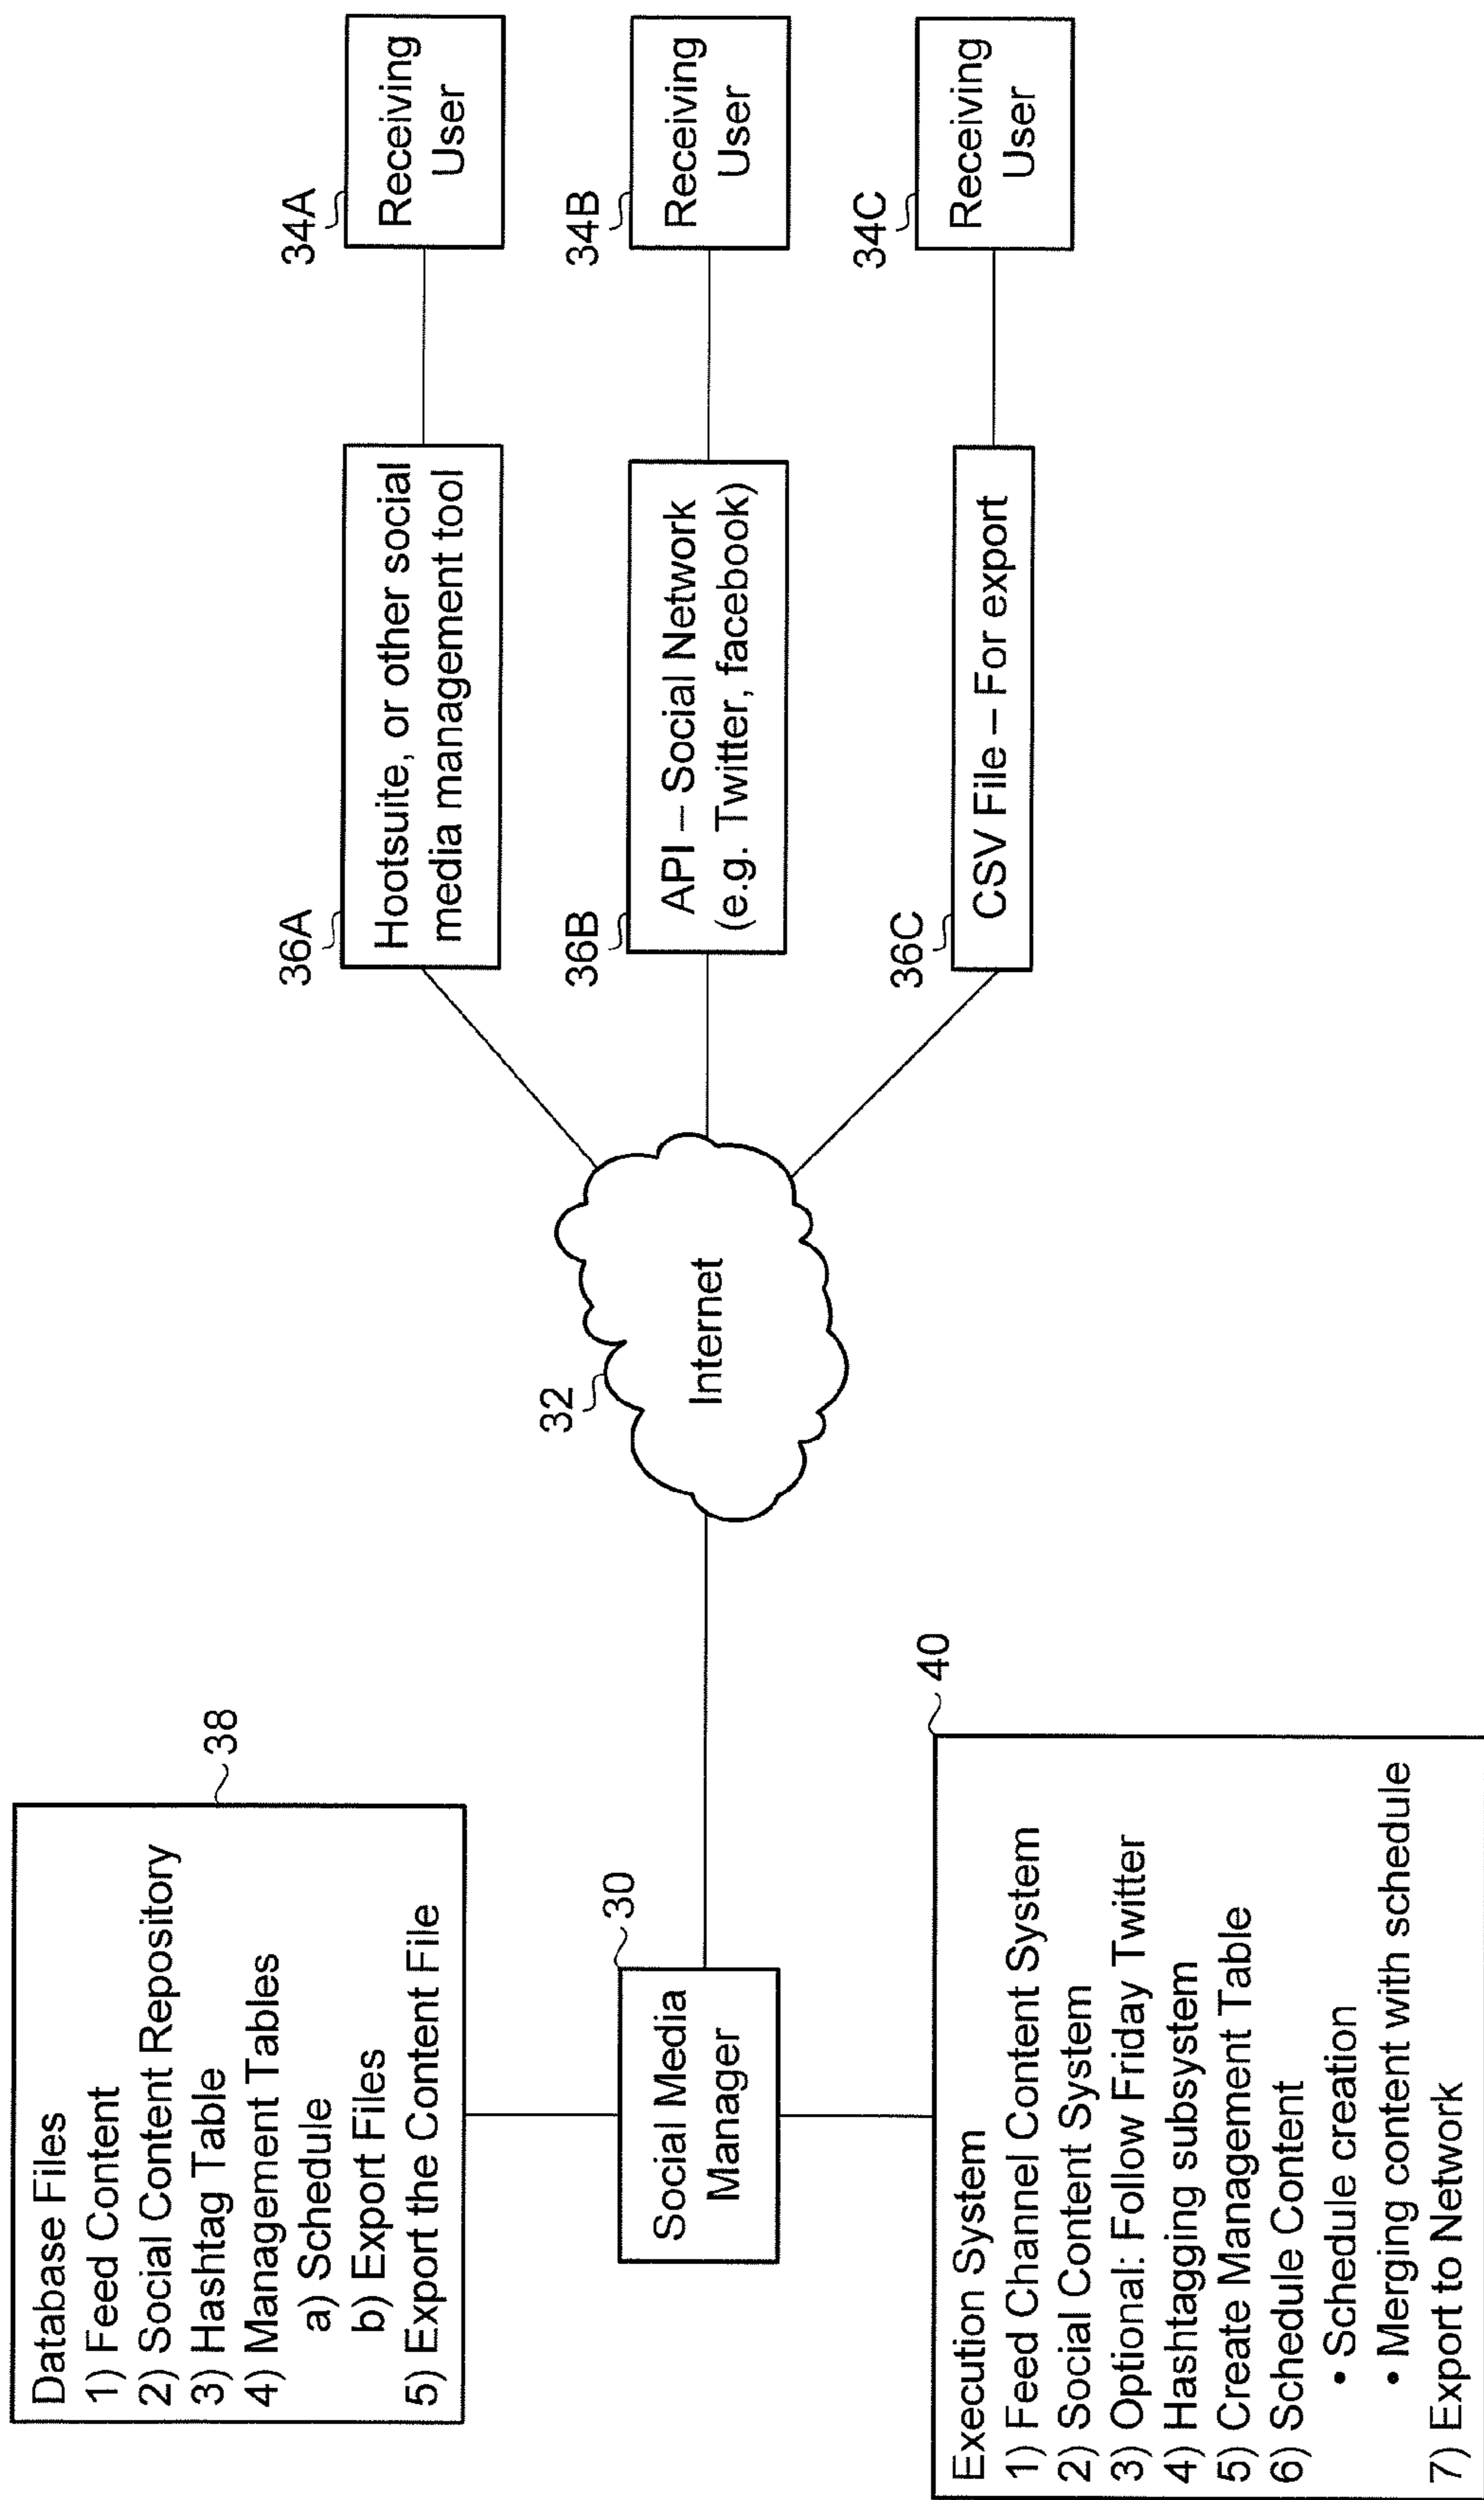 Database Files
1) Feed Content
2) Social Content Repository
3) Hashtag Table
4) Management Tables
a) Schedule
b) Export Files
5) Export the Content File
38
30
Social Media
Manager
40
Execution System
1) Feed Channel Content System
2) Social Content System
3) Optional: Follow Friday Twitter
4) Hashtagging subsystem
5) Create Management Table
6) Schedule Content
• Schedule creation
• Merging content with schedule
7) Export to Network
32
Internet
36A
Hootsuite, or other social
media management tool
36B
API – Social Network
(e.g. Twitter, facebook)
36C
CSV File – For export
34A
Receiving
User
34B
Receiving
User
34C
Receiving
User